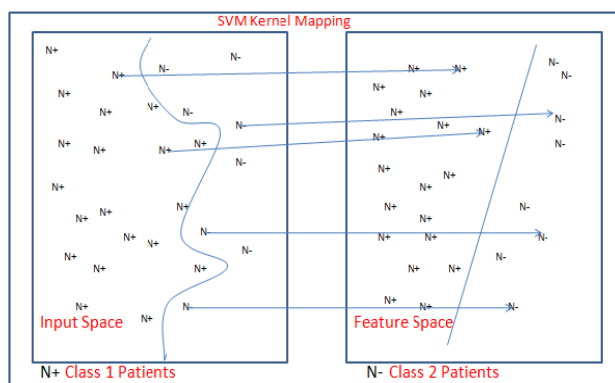 SVM Kernel Mapping
N+ N- N- N+ N+ N+ N+ N- N- N+ N+ N+ N+ N+ N- N+ N+ N+ N+ N- N+ N+ N- N+ N+ N+ N+ N- N+
Input Space
N+ N+ N- N- N+ N+ N+ N+ N- N+ N+ N- N+ N+ N+ N+ N- N+ N+ N+ N- N- N+ N+ N+ N+ N- N+
Feature Space
N+ Class 1 Patients
N- Class 2 Patients